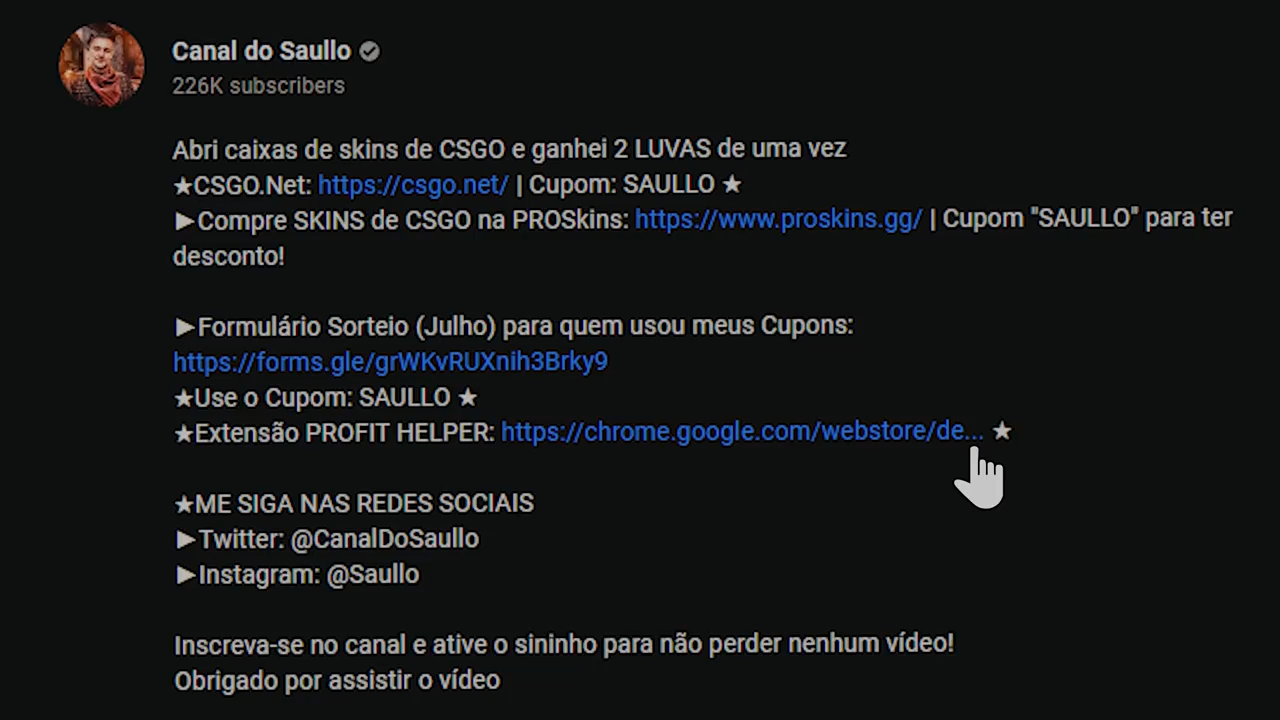 Canal do Saullo
226K subscribers
Abri caixas de skins de CSGO e ganhei 2 LUVAS de uma vez
★CSGO.Net: https://csgo.net/ | Cupom: SAULLO ★
▶Compre SKINS de CSGO na PROSkins: https://www.proskins.gg/ | Cupom "SAULLO" para ter
desconto!
▶Formulário Sorteio (Julho) para quem usou meus Cupons:
https://forms.gle/grWKvRUXnih3Brky9
★Use o Cupom: SAULLO ★
★Extensão PROFIT HELPER: https://chrome.google.com/webstore/de... ★
★ME SIGA NAS REDES SOCIAIS
▶Twitter: @CanalDoSaullo
▶Instagram: @Saullo
Inscreva-se no canal e ative o sininho para não perder nenhum vídeo!
Obrigado por assistir o vídeo